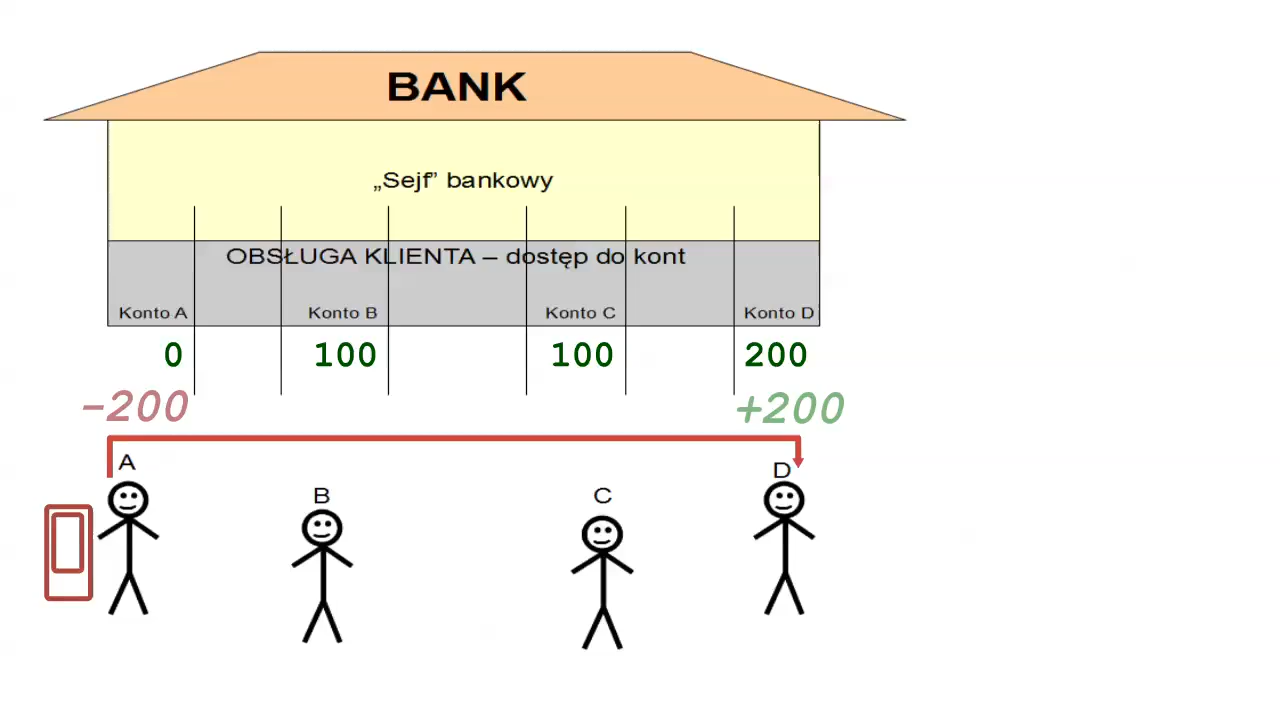 BANK
„Sejf” bankowy
OBSŁUGA KLIENTA – dostęp do kont
Konto A Konto B Konto C Konto D
0 100 100 200
-200 +200
A D
B C